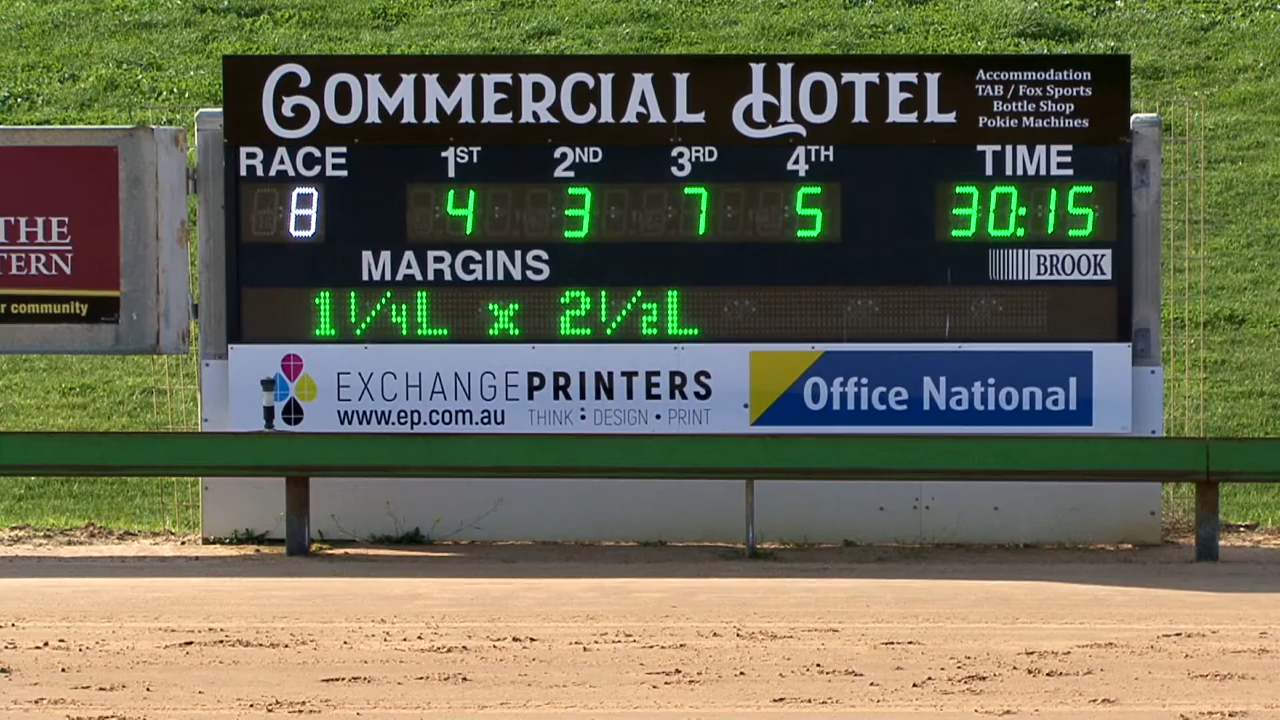 COMMERCIAL HOTEL
Accommodation
TAB / Fox Sports
Bottle Shop
Pokie Machines
RACE 1ST 2ND 3RD 4TH TIME
8 4 3 7 5 30:15
MARGINS
BROOK
1¼L x 2½L
THE
TERN
r community
EXCHANGEPRINTERS
www.ep.com.au THINK : DESIGN • PRINT
Office National